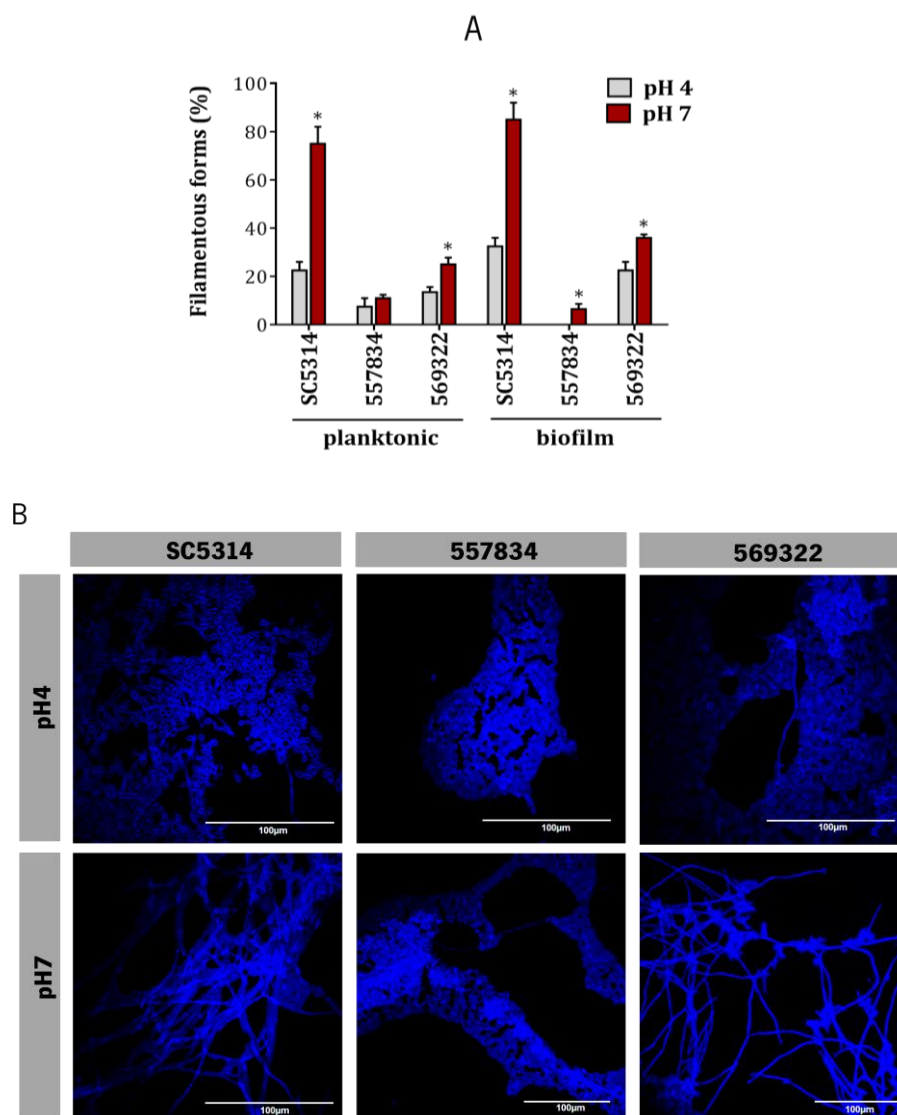 A
Filamentous forms (%)
100
80
60
40
20
0
pH 4
pH 7
*
*
*
*
*
SC5314
557834
569322
SC5314
557834
569322
planktonic
biofilm
B
SC5314
557834
569322
pH4
100µm
100µm
100µm
pH7
100µm
100µm
100µm